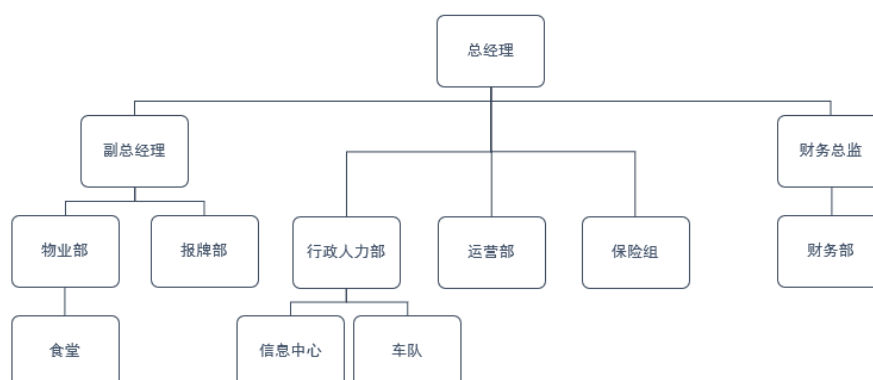 总经理
副总经理
财务总监
物业部
报牌部
行政人力部
运营部
保险组
财务部
食堂
信息中心
车队